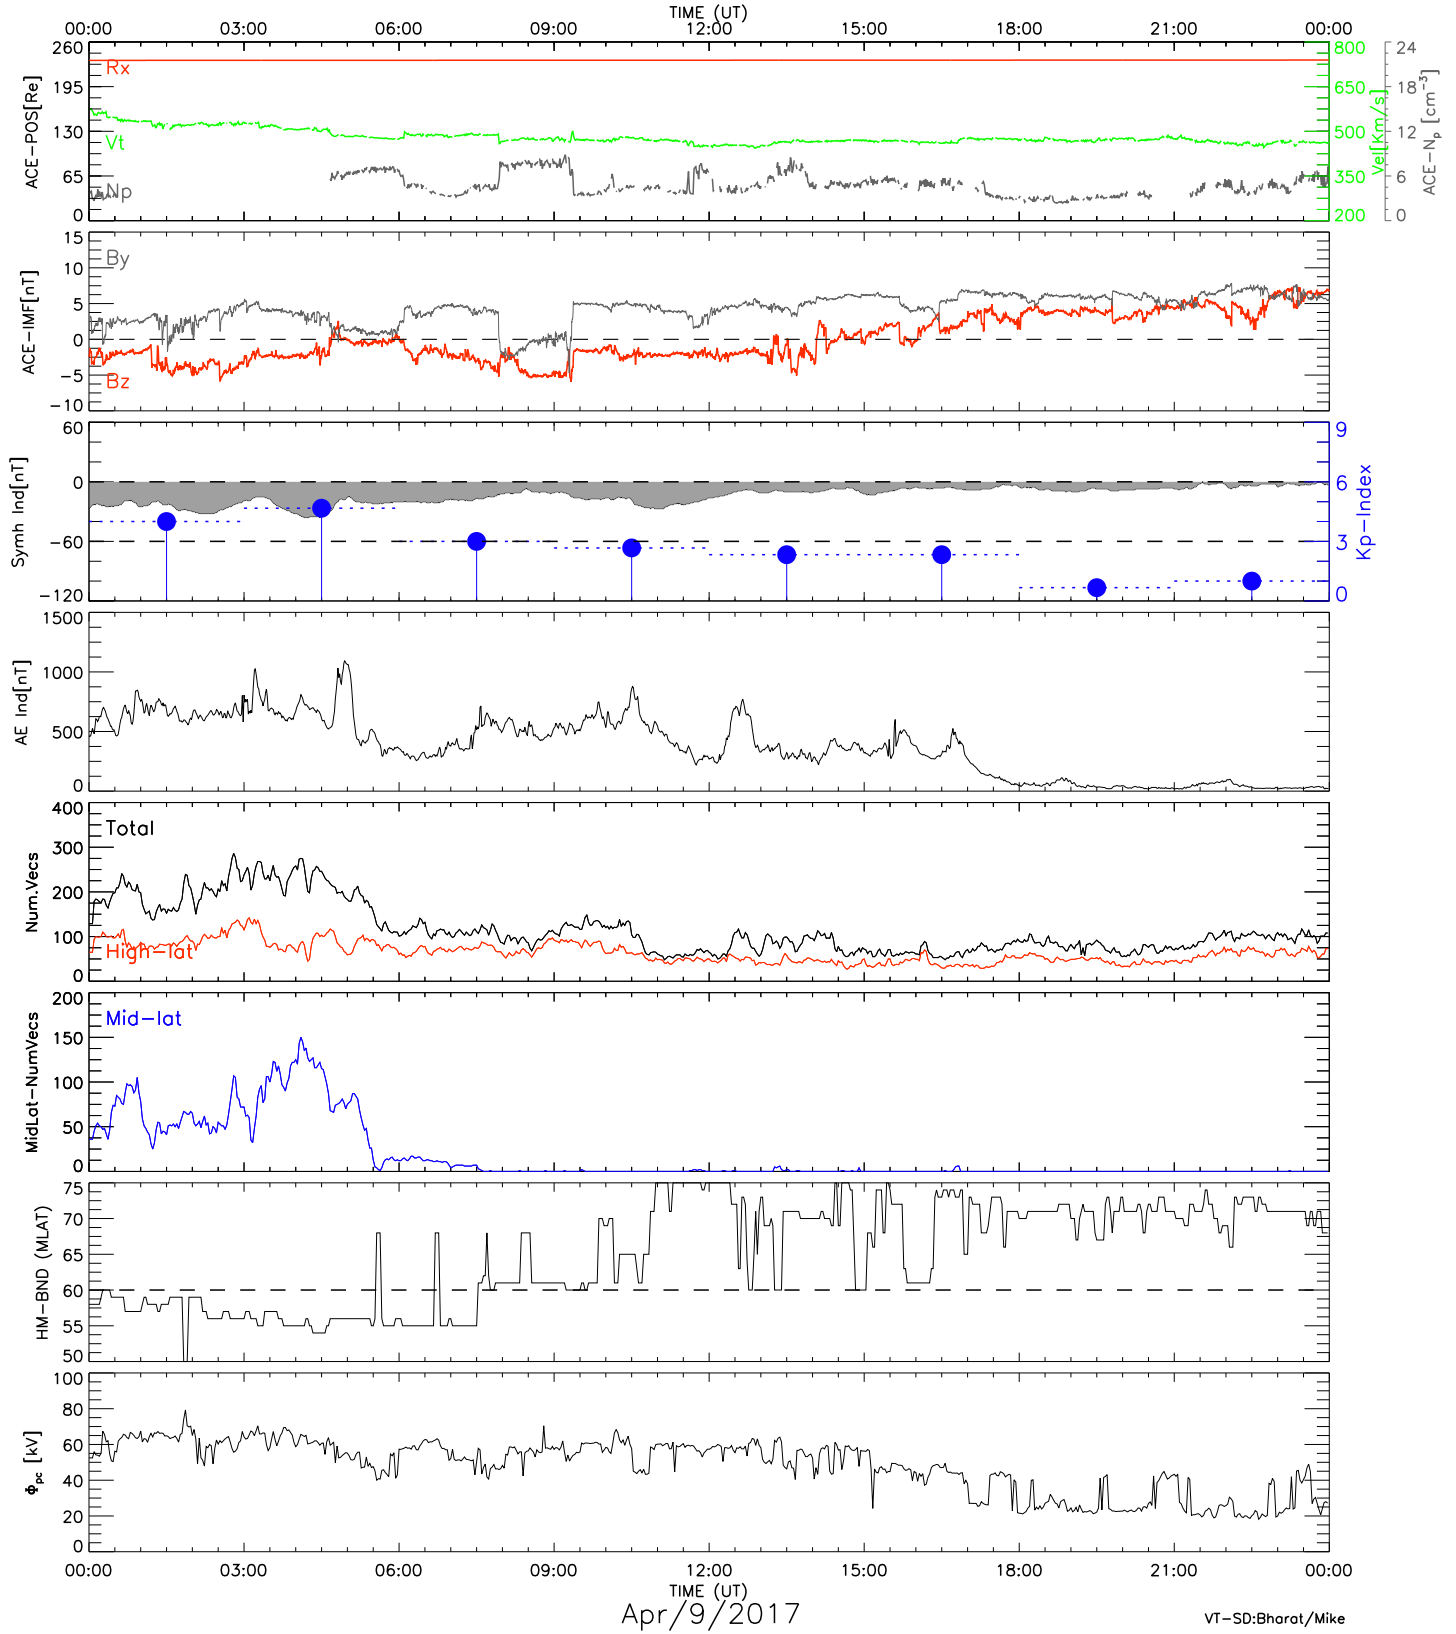 TIME (UT)
00:00 03:00 06:00 09:00 12:00 15:00 18:00 21:00 00:00
ACE-POS[Re]
260
195
130
65
0
Rx
Vt
Np
800
650
500
350
200
Vel[Km/s]
24
18
12
6
0
ACE-Np [cm-3]
ACE-IMF[nT]
15
10
5
0
-5
-10
By
Bz
Symh Ind[nT]
60
0
-60
-120
9
6
3
0
Kp-Index
AE Ind[nT]
1500
1000
500
0
Num.Vecs
400
300
200
100
0
Total
High-lat
MidLat-NumVecs
200
150
100
50
0
Mid-lat
HM-BND (MLAT)
75
70
65
60
55
50
Φpc [kV]
100
80
60
40
20
0
00:00 03:00 06:00 09:00 12:00 15:00 18:00 21:00 00:00
TIME (UT)
Apr/9/2017
VT-SD:Bharat/Mike